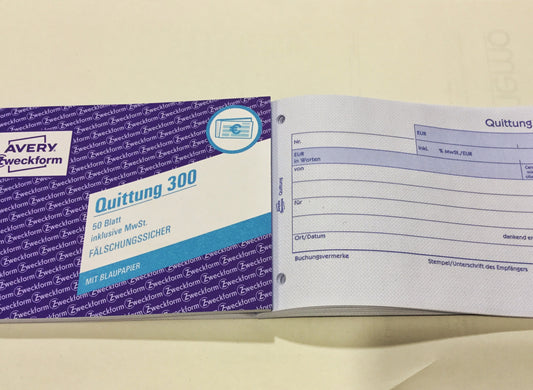 AVERY
Zweckform
Quittung 300
50 Blatt
inklusive MwSt.
FÄLSCHUNGSSICHER
MIT BLAUPAPIER
€
Quittung
Nr.
EUR
inkl. % MwSt./EUR
EUR
in Worten
von
für
Ort/Datum
dankend
Buchungsvermerke
Stempel/Unterschrift des Empfängers
Quittung